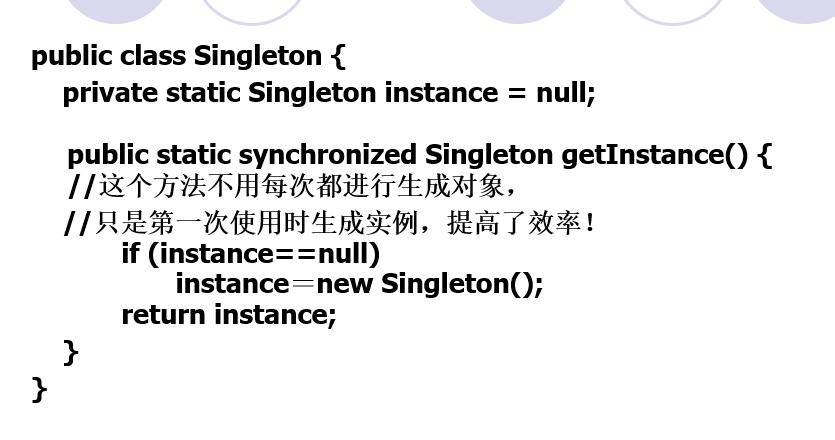 public class Singleton {
private static Singleton instance = null;
public static synchronized Singleton getInstance() {
//这个方法不用每次都进行生成对象，
//只是第一次使用时生成实例，提高了效率！
if (instance==null)
instance＝new Singleton();
return instance;
}
}